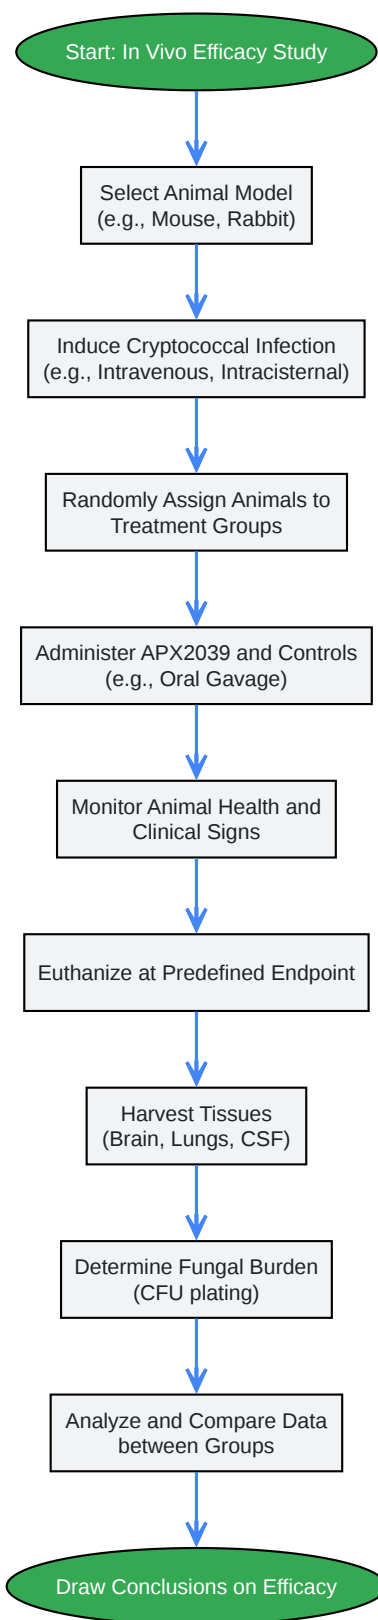 Start: In Vivo Efficacy Study
Select Animal Model
(e.g., Mouse, Rabbit)
Induce Cryptococcal Infection
(e.g., Intravenous, Intracisternal)
Randomly Assign Animals to
Treatment Groups
Administer APX2039 and Controls
(e.g., Oral Gavage)
Monitor Animal Health and
Clinical Signs
Euthanize at Predefined Endpoint
Harvest Tissues
(Brain, Lungs, CSF)
Determine Fungal Burden
(CFU plating)
Analyze and Compare Data
between Groups
Draw Conclusions on Efficacy